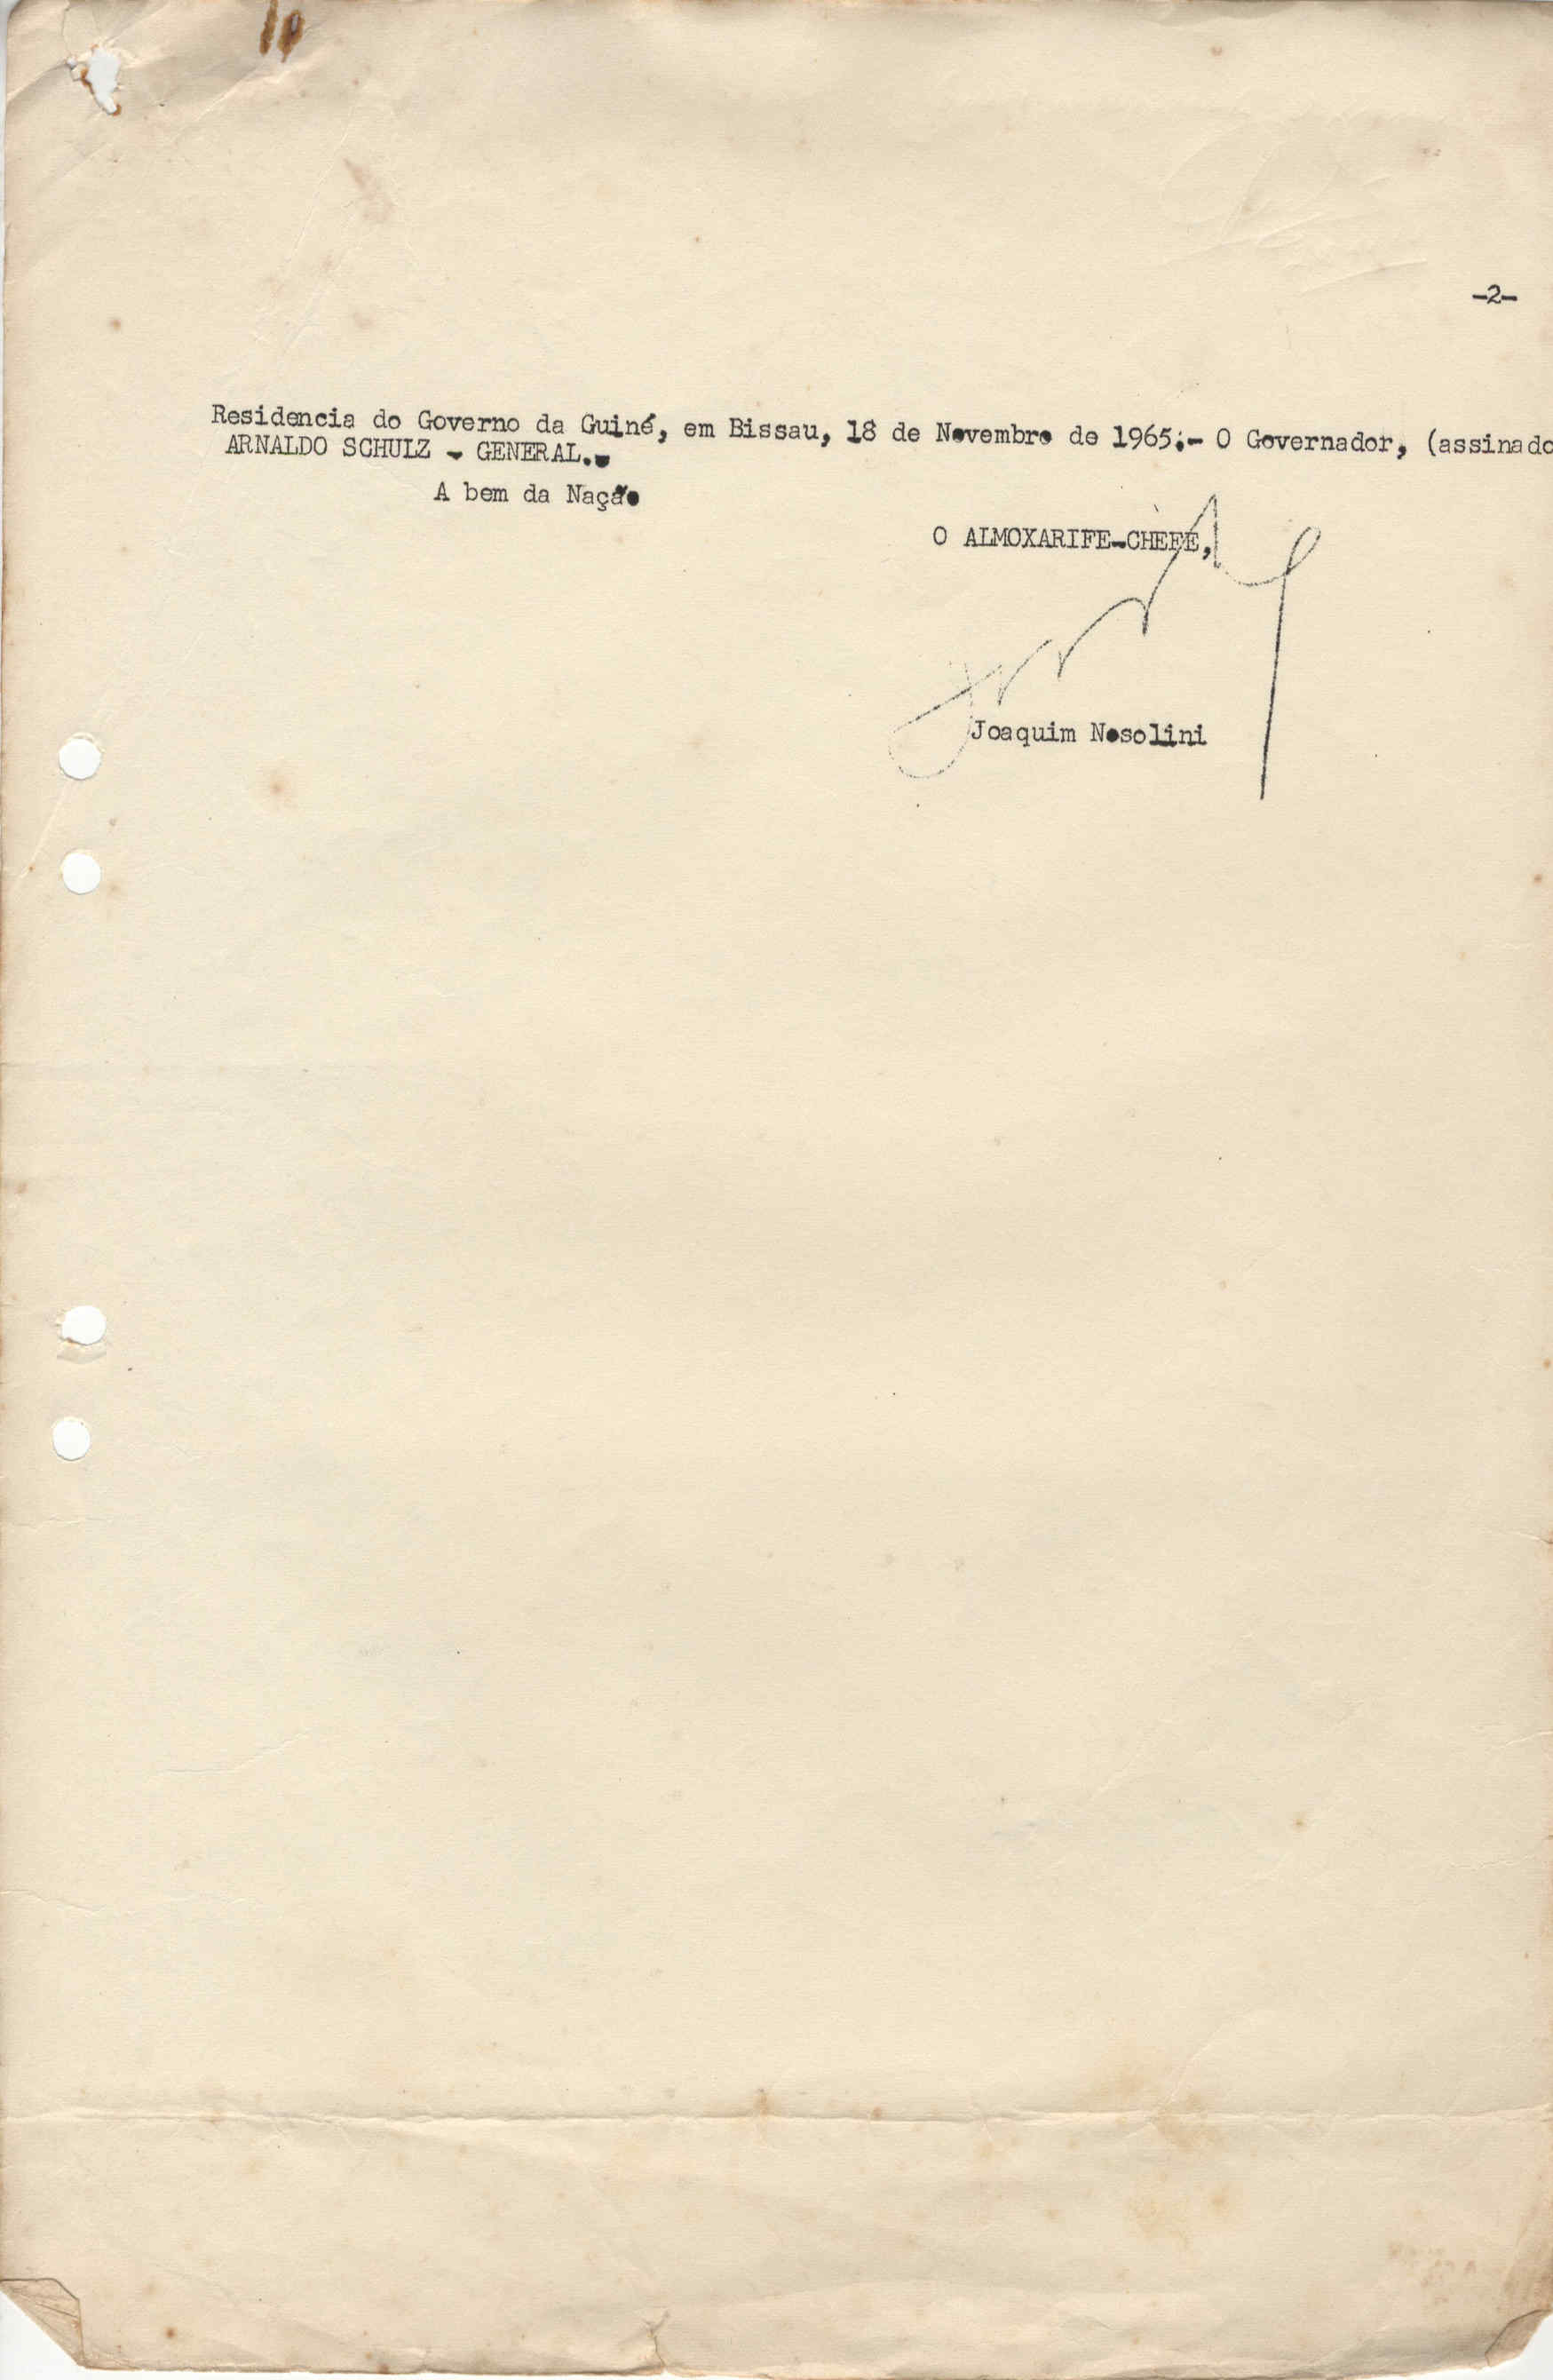 -2-
Residencia do Governo da Guiné, em Bissau, 18 de Novembro de 1965.- O Governador, (assinado
ARNALDO SCHULZ - GENERAL.-
A bem da Nação
O ALMOXARIFE-CHEFE,
Joaquim Nosolini